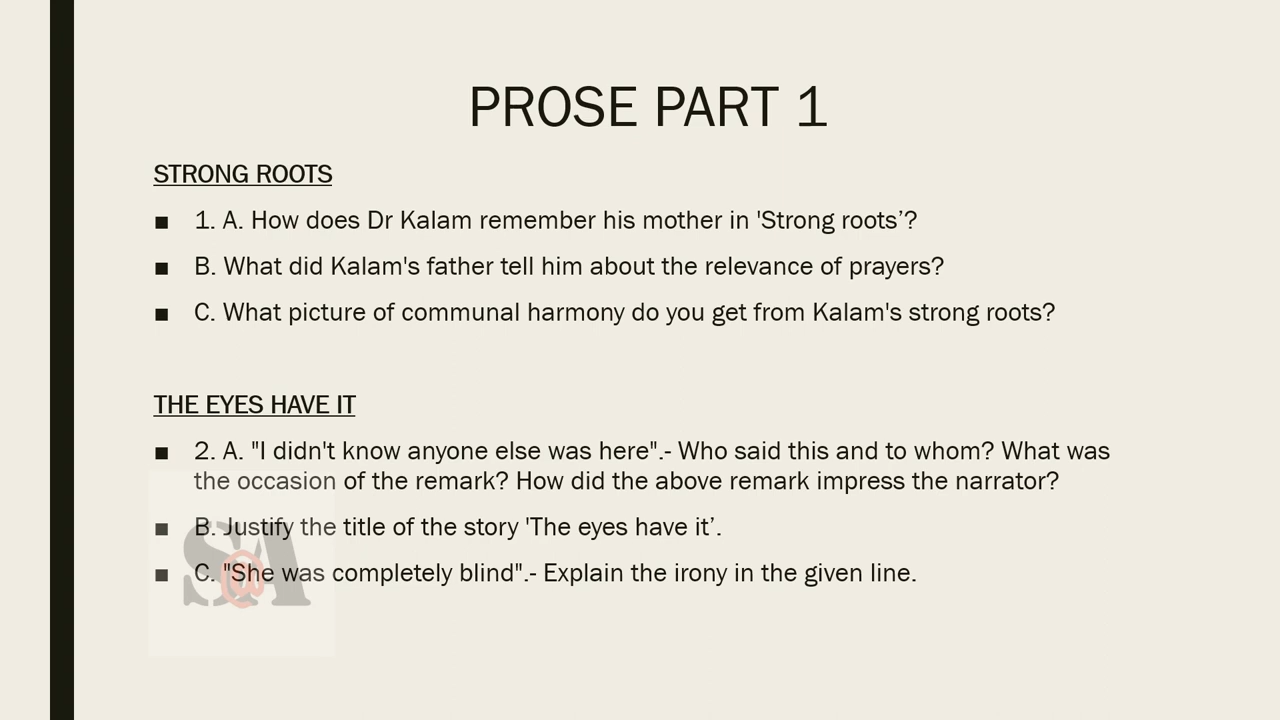 PROSE PART 1
STRONG ROOTS
■ 1. A. How does Dr Kalam remember his mother in 'Strong roots’?
■ B. What did Kalam's father tell him about the relevance of prayers?
■ C. What picture of communal harmony do you get from Kalam's strong roots?
THE EYES HAVE IT
■ 2. A. "I didn't know anyone else was here".- Who said this and to whom? What was
the occasion of the remark? How did the above remark impress the narrator?
■ B. Justify the title of the story 'The eyes have it’.
■ C. "She was completely blind".- Explain the irony in the given line.
S@A